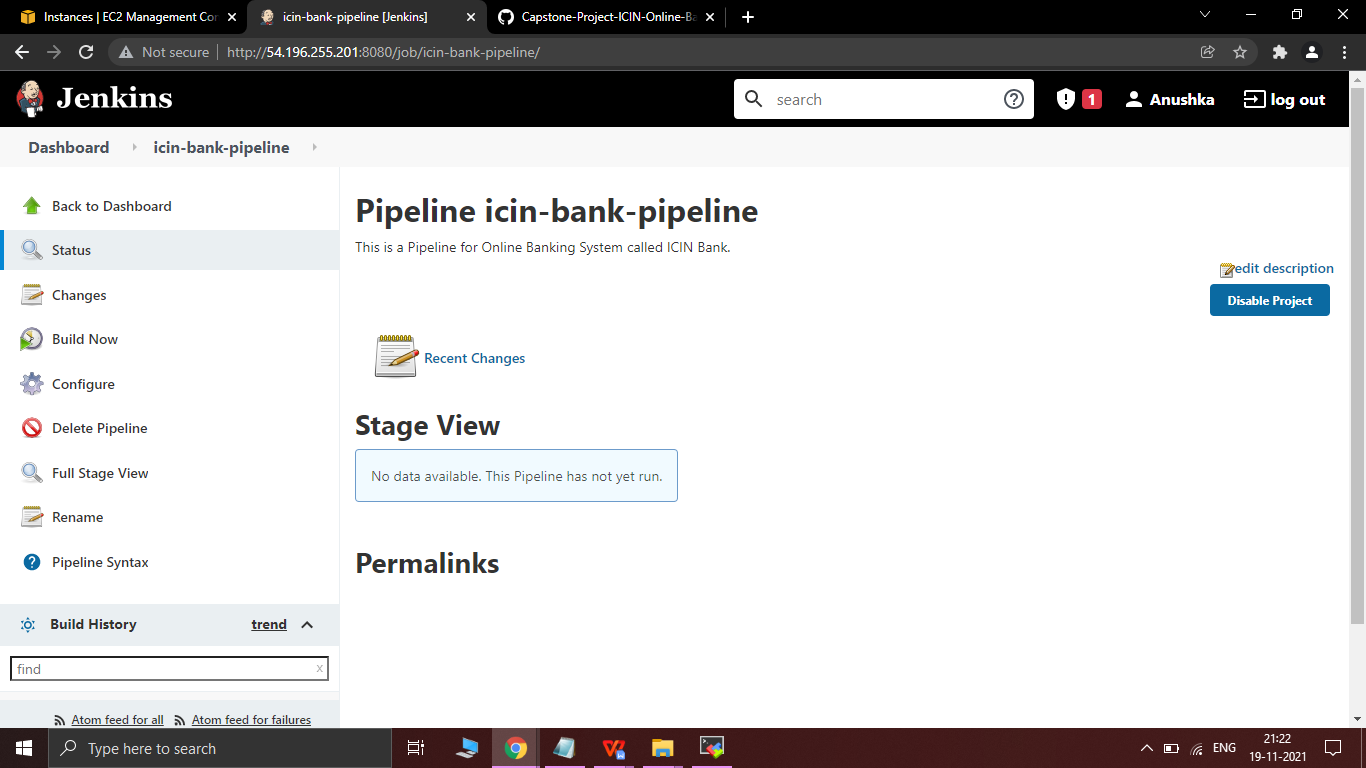 Instances | EC2 Management Con
icin-bank-pipeline [Jenkins]
Capstone-Project-ICIN-Online-Ba
Not secure
http://54.196.255.201:8080/job/icin-bank-pipeline/
Jenkins
search
1
Anushka
log out
Dashboard
icin-bank-pipeline
Back to Dashboard
Status
Changes
Build Now
Configure
Delete Pipeline
Full Stage View
Rename
Pipeline Syntax
Build History
trend
find
x
Atom feed for all
Atom feed for failures
Pipeline icin-bank-pipeline
This is a Pipeline for Online Banking System called ICIN Bank.
edit description
Disable Project
Recent Changes
Stage View
No data available. This Pipeline has not yet run.
Permalinks
Type here to search
ENG
21:22
19-11-2021